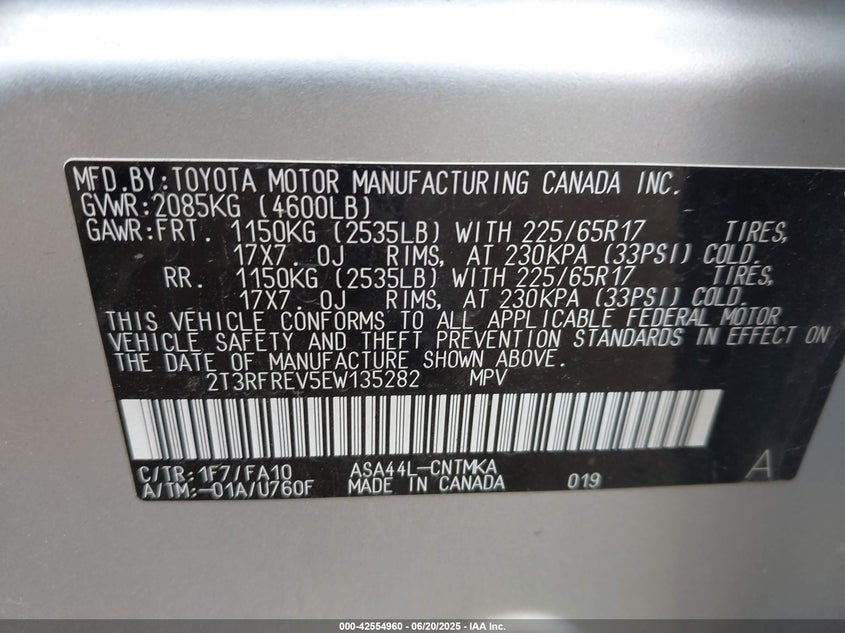 MFD.BY:TOYOTA MOTOR MANUFACTURING CANADA INC.
GVWR:2085KG (4600LB)
GAWR:FRT. 1150KG (2535LB) WITH 225/65R17 TIRES,
17X7.0J RIMS, AT 230KPA (33PSI) COLD.
RR. 1150KG (2535LB) WITH 225/65R17 TIRES,
17X7.0J RIMS, AT 230KPA (33PSI) COLD.
THIS VEHICLE CONFORMS TO ALL APPLICABLE FEDERAL MOTOR
VEHICLE SAFETY AND THEFT PREVENTION STANDARDS IN EFFECT ON
THE DATE OF MANUFACTURE SHOWN ABOVE.
2T3RFREV5EW135282 MPV
C/TR:1F7/FA10 ASA44L-CNTMKA A
A/TM:-01A/U760F MADE IN CANADA 019
000-42554960 - 06/20/2025 - IAA Inc.